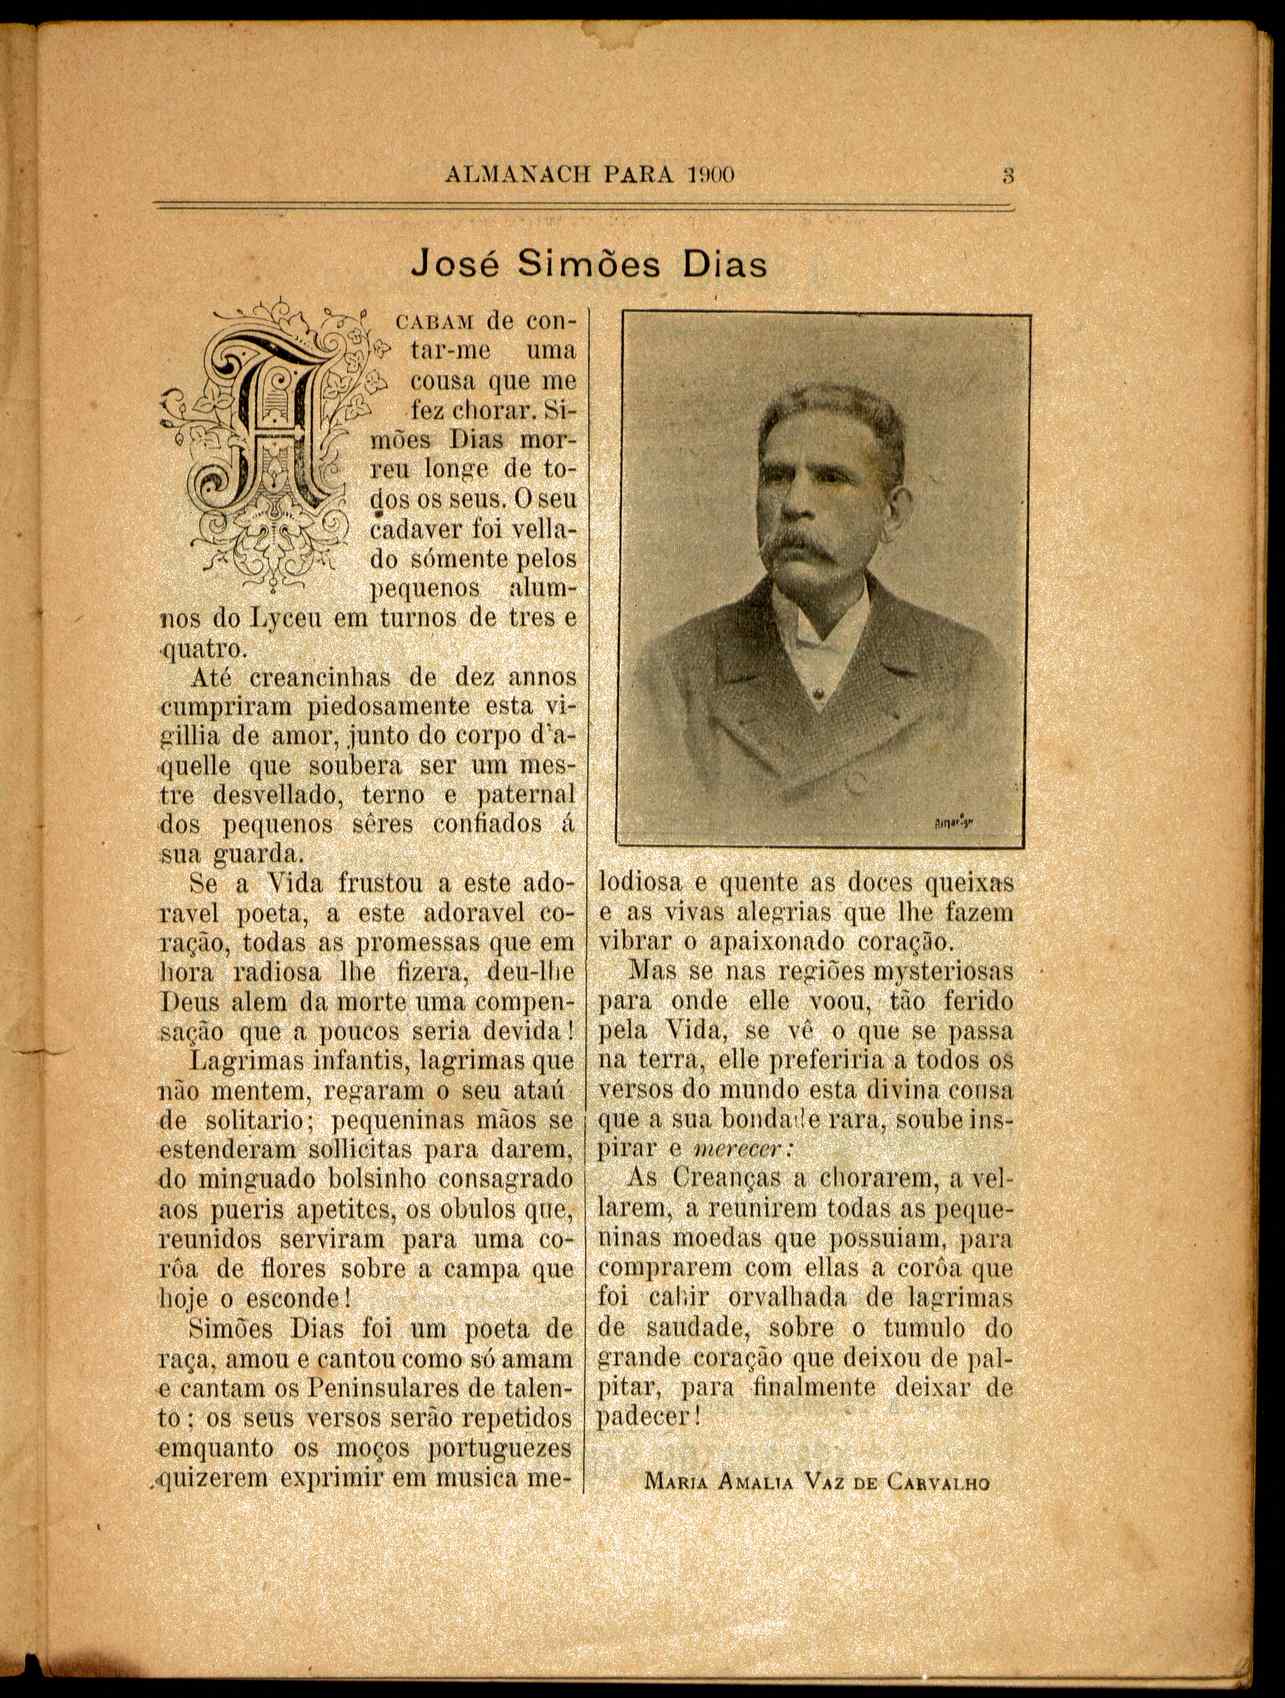 ALMANACH PARA 1900 3
José Simões Dias
ACABAM de con-
tar-me uma
cousa que me
fez chorar. Si-
mões Dias mor-
reu longe de to-
dos os seus. O seu
cadaver foi vella-
do sómente pelos
pequenos alum-
nos do Lyceu em turnos de tres e
quatro.
Até creancinhas de dez annos
cumpriram piedosamente esta vi-
gillia de amor, junto do corpo d'a-
quelle que soubera ser um mes-
tre desvellado, terno e paternal
dos pequenos sêres confiados á
sua guarda.
Se a Vida frustou a este ado-
ravel poeta, a este adoravel co-
ração, todas as promessas que em
hora radiosa lhe fizera, deu-lhe
Deus alem da morte uma compen-
sação que a poucos seria devida!
Lagrimas infantis, lagrimas que
não mentem, regaram o seu ataú
de solitario; pequeninas mãos se
estenderam sollicitas para darem,
do minguado bolsinho consagrado
aos pueris apetites, os obulos que,
reunidos serviram para uma co-
rôa de flores sobre a campa que
hoje o esconde!
Simões Dias foi um poeta de
raça, amou e cantou como só amam
e cantam os Peninsulares de talen-
to: os seus versos serão repetidos
emquanto os moços portuguezes
quizerem exprimir em musica me-
lodiosa e quente as doces queixas
e as vivas alegrias que lhe fazem
vibrar o apaixonado coração.
Mas se nas regiões mysteriosas
para onde elle voou, tão ferido
pela Vida, se vê o que se passa
na terra, elle preferiria a todos os
versos do mundo esta divina cousa
que a sua bondade rara, soube ins-
pirar e merecer:
As Creanças a chorarem, a vel-
larem, a reunirem todas as peque-
ninas moedas que possuiam, para
comprarem com ellas a corôa que
foi cahir orvalhada de lagrimas
de saudade, sobre o tumulo do
grande coração que deixou de pal-
pitar, para finalmente deixar de
padecer!
MARIA AMALIA VAZ DE CARVALHO